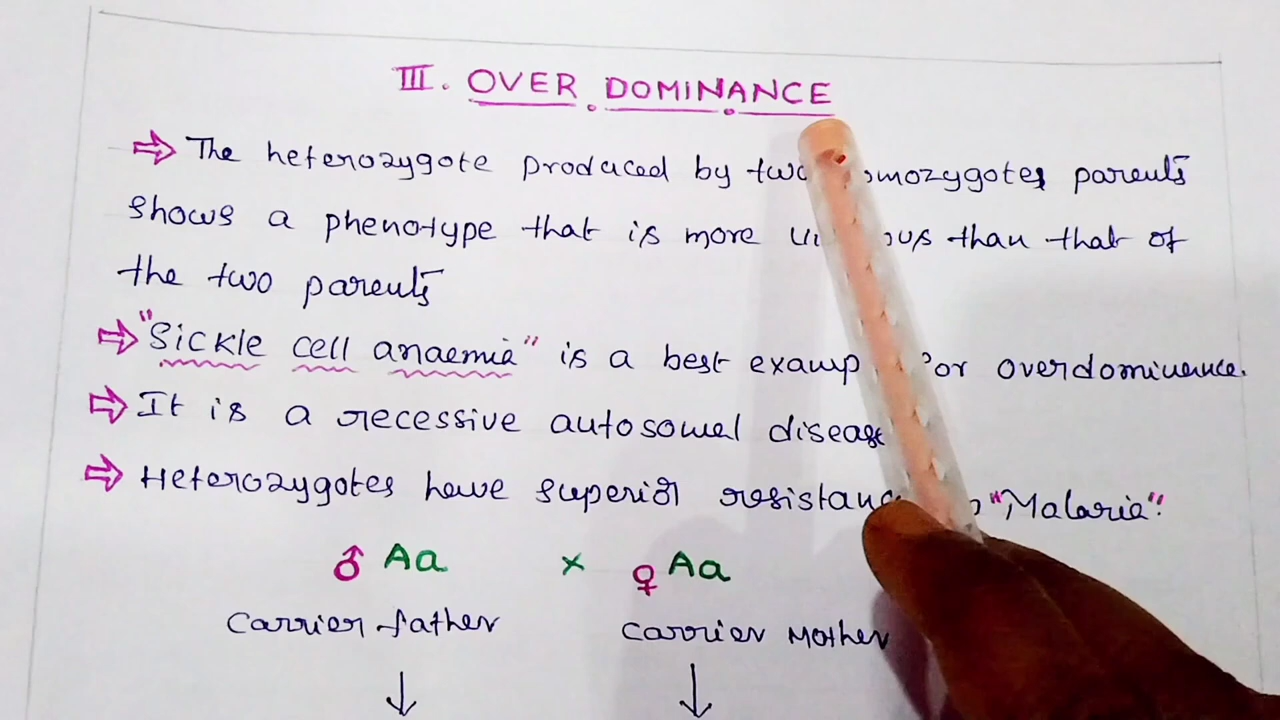 III. OVER DOMINANCE
⇒ The heterozygote produced by two homozygotes parents
shows a phenotype that is more than that of
the two parents
⇒ "Sickle cell anaemia" is a best examp for overdominance.
⇒ It is a recessive autosomal disease
⇒ Heterozygotes have superior resistance "Malaria".
♂ Aa × ♀ Aa
Carrier father Carrier Mother
↓ ↓